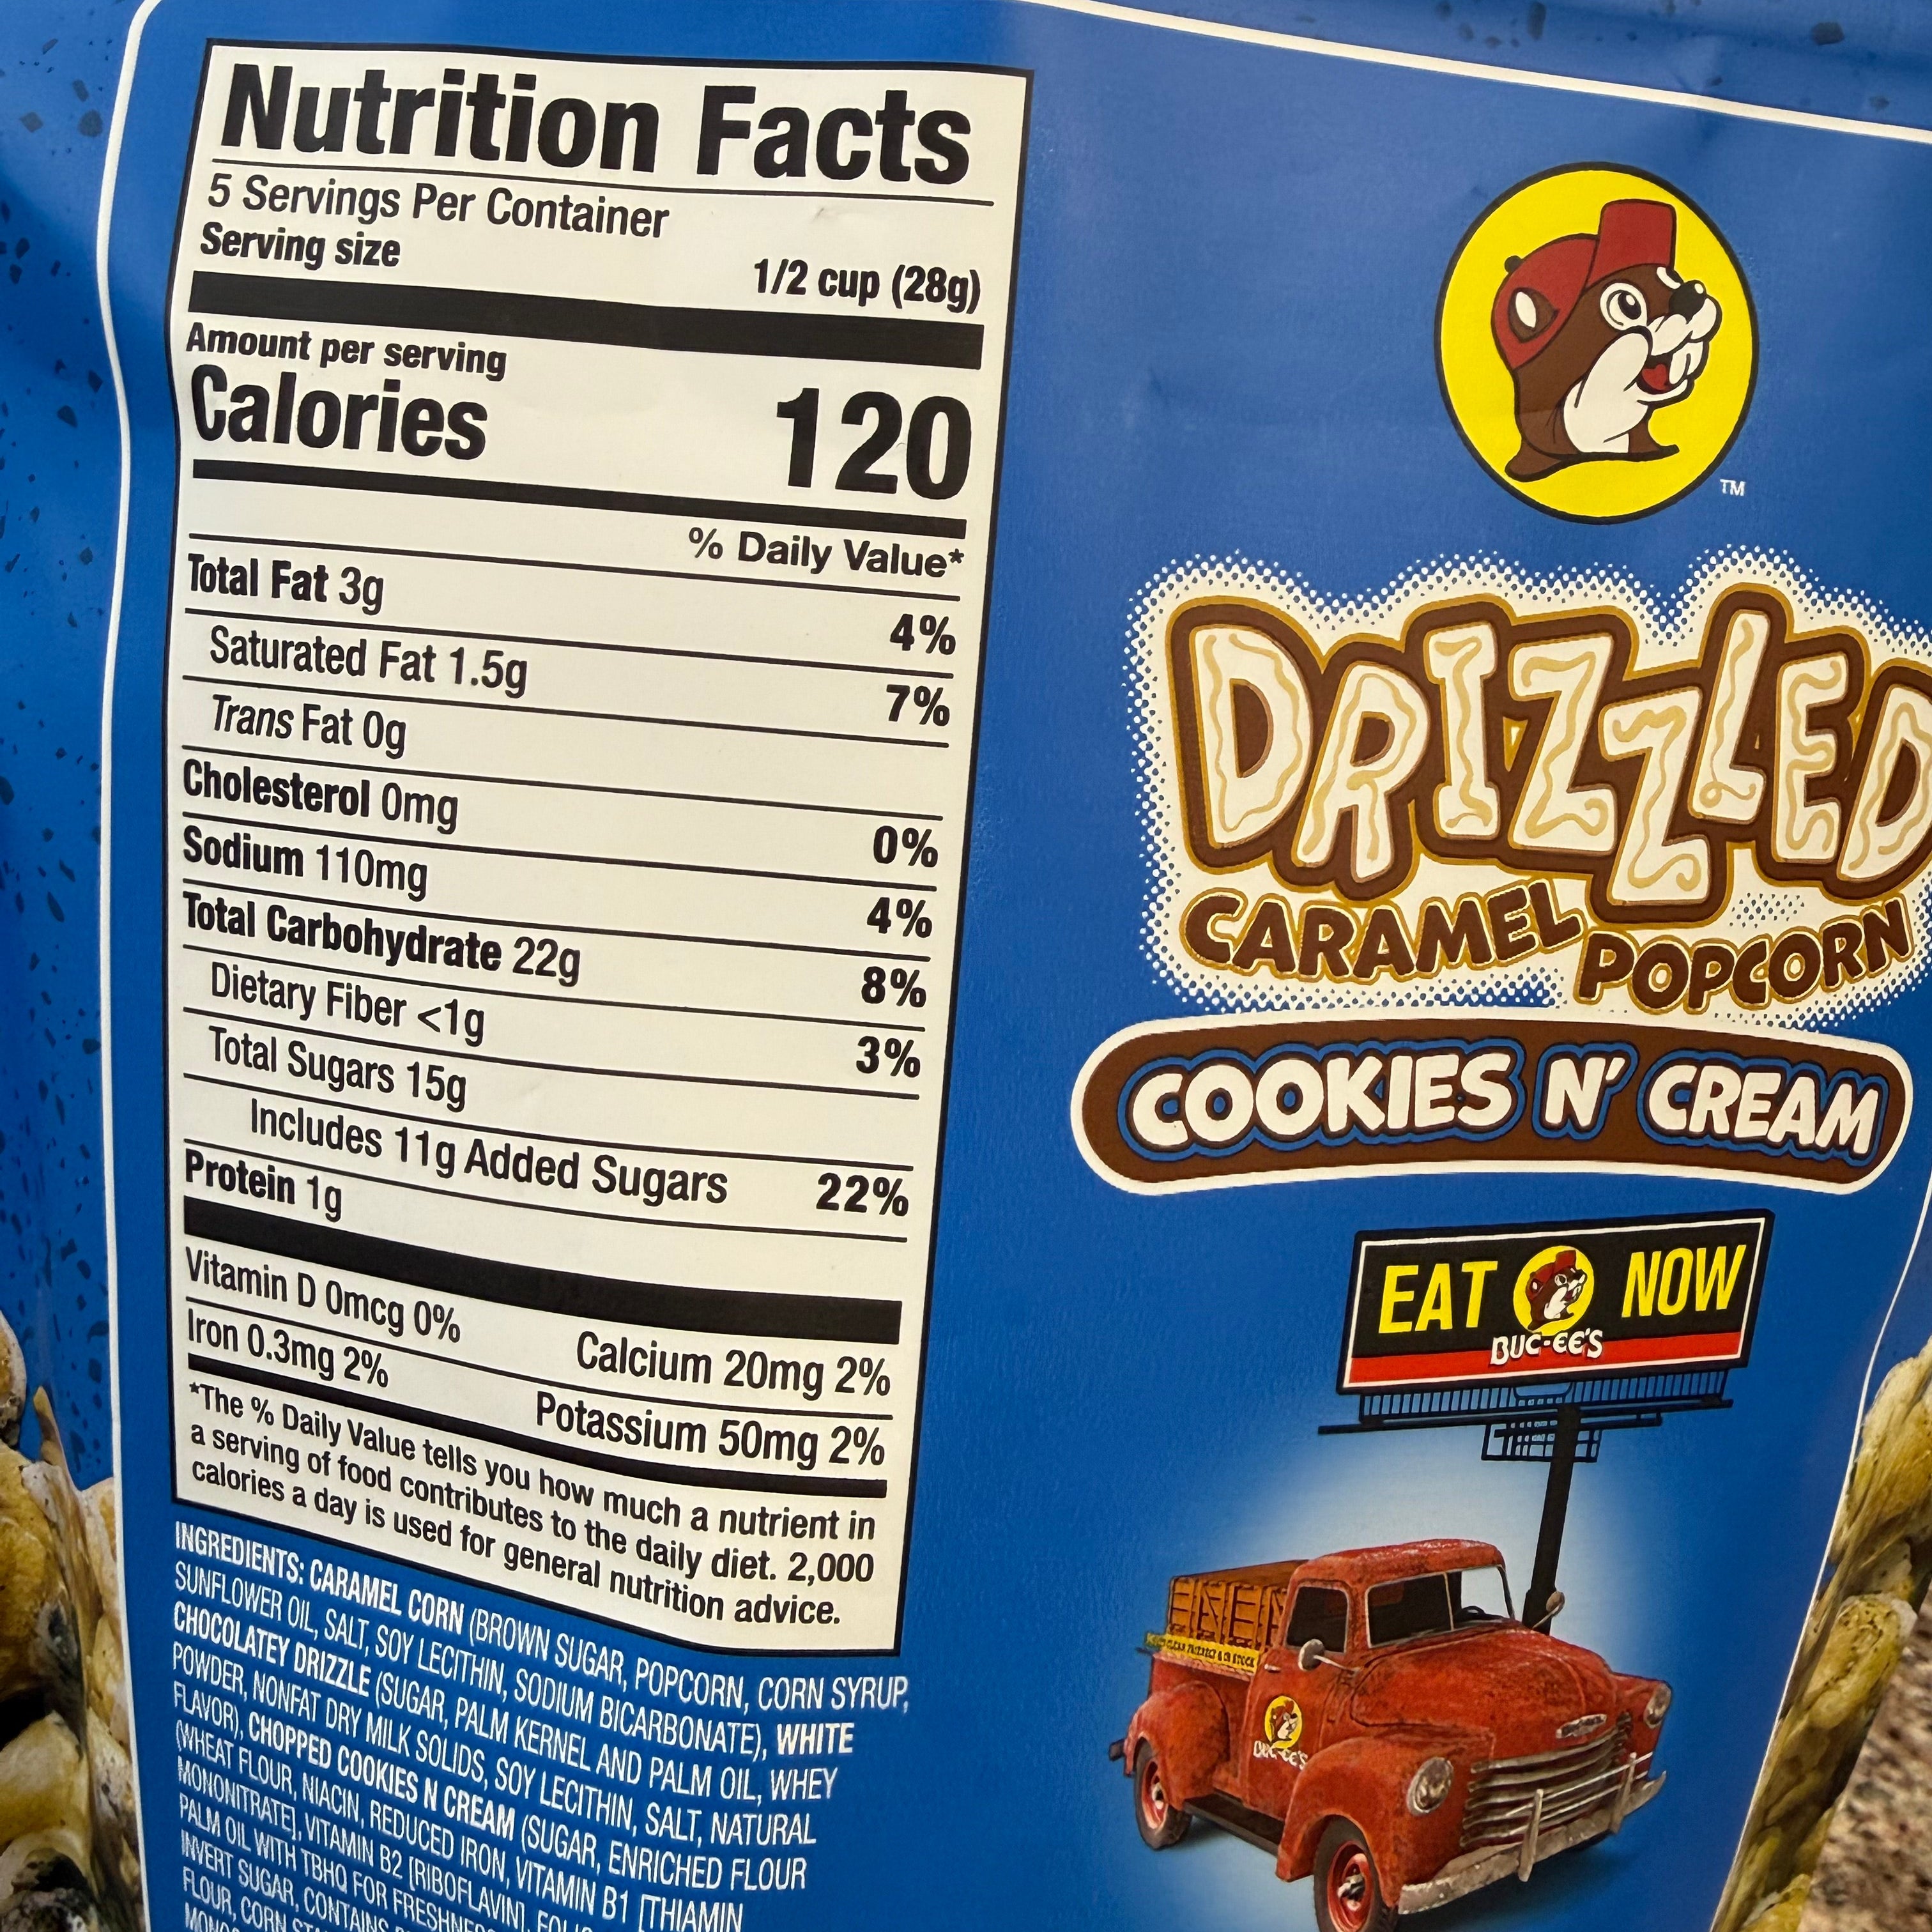 Nutrition Facts
5 Servings Per Container
Serving size 1/2 cup (28g)
Amount per serving
Calories 120
% Daily Value*
Total Fat 3g 4%
Saturated Fat 1.5g 7%
Trans Fat 0g
Cholesterol 0mg 0%
Sodium 110mg 4%
Total Carbohydrate 22g 8%
Dietary Fiber <1g 3%
Total Sugars 15g
Includes 11g Added Sugars 22%
Protein 1g
Vitamin D 0mcg 0% Calcium 20mg 2%
Iron 0.3mg 2% Potassium 50mg 2%
*The % Daily Value tells you how much a nutrient in
a serving of food contributes to the daily diet. 2,000
calories a day is used for general nutrition advice.
INGREDIENTS: CARAMEL CORN (BROWN SUGAR, POPCORN, CORN SYRUP,
SUNFLOWER OIL, SALT, SOY LECITHIN, SODIUM BICARBONATE), WHITE
CHOCOLATEY DRIZZLE (SUGAR, PALM KERNEL AND PALM OIL, WHEY
POWDER, NONFAT DRY MILK SOLIDS, SOY LECITHIN, SALT, NATURAL
FLAVOR), CHOPPED COOKIES N CREAM (SUGAR, ENRICHED FLOUR
(WHEAT FLOUR, NIACIN, REDUCED IRON, VITAMIN B1 [THIAMIN
MONONITRATE], VITAMIN B2 [RIBOFLAVIN],
PALM OIL WITH TBHQ FOR
INVERT SUGAR, CONTAINS
FLOUR, CORN
TM
DRIZZLED
CARAMEL POPCORN
COOKIES N' CREAM
EAT NOW
BUC-EE'S
BUC-EE'S